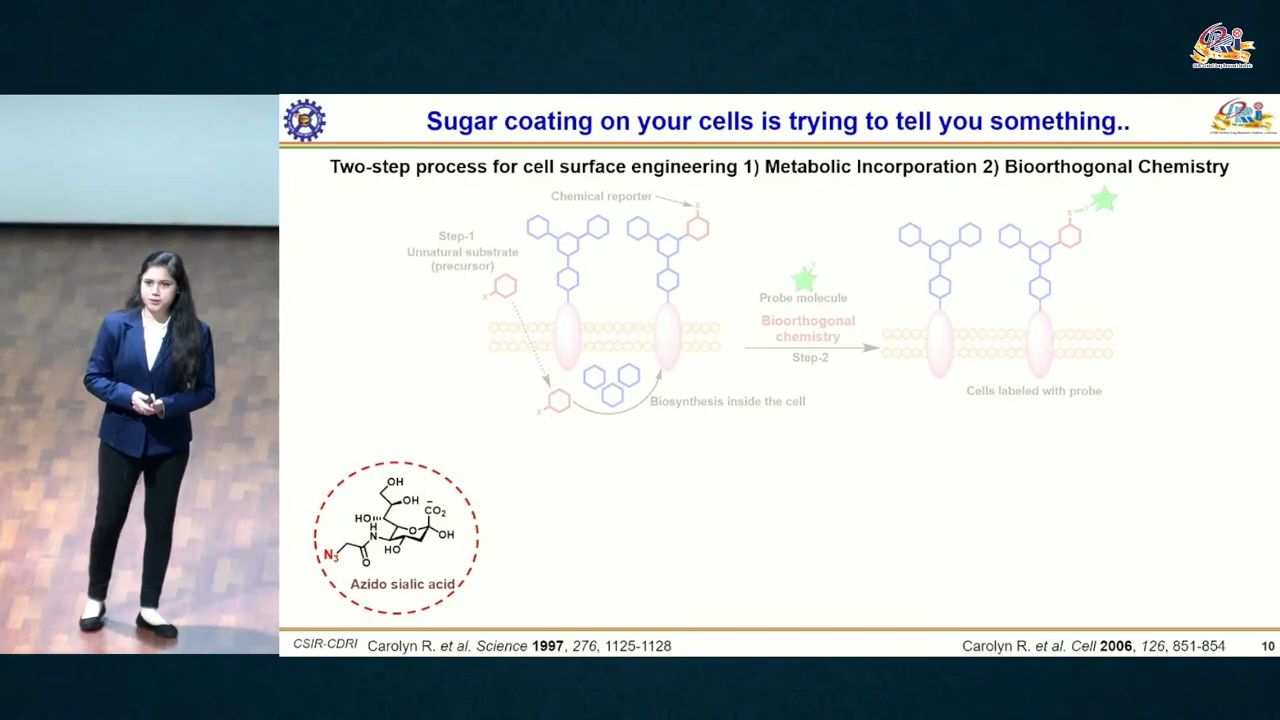 Sugar coating on your cells is trying to tell you something..
Two-step process for cell surface engineering 1) Metabolic Incorporation 2) Bioorthogonal Chemistry
Chemical reporter
X
X
Step-1
Unnatural substrate
(precursor)
X
Probe molecule
Bioorthogonal
chemistry
Step-2
Cells labeled with probe
X
Biosynthesis inside the cell
OH
OH
CO2
HO
H
N
O
OH
N3
HO
O
Azido sialic acid
CSIR-CDRI Carolyn R. et al. Science 1997, 276, 1125-1128
Carolyn R. et al. Cell 2006, 126, 851-854
10